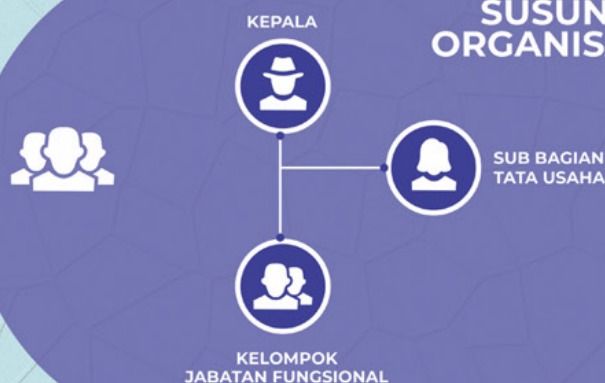 SUSUN
ORGANIS
KEPALA
SUB BAGIAN
TATA USAHA
KELOMPOK
JABATAN FUNGSIONAL